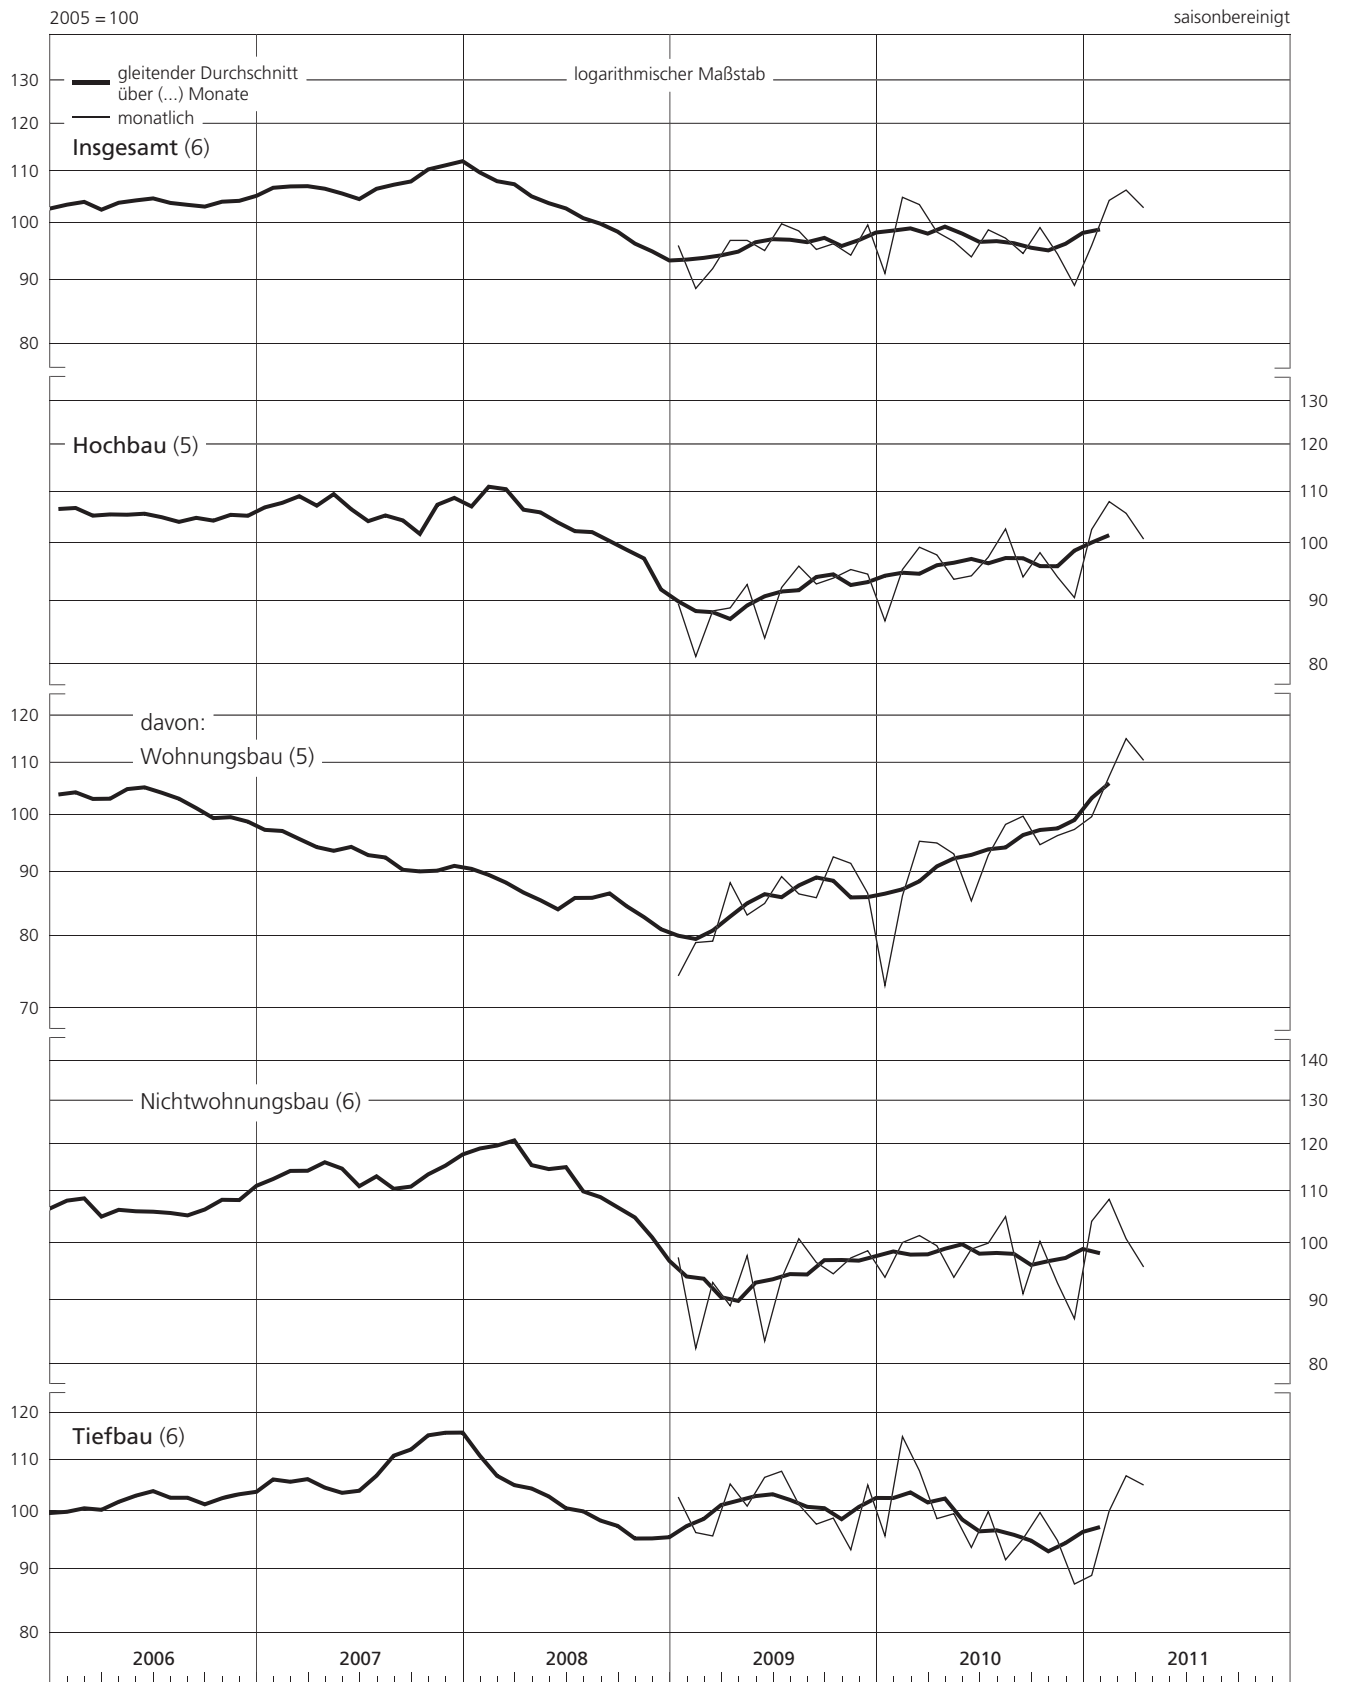 2005 = 100 saisonbereinigt
gleitender Durchschnitt
über (...) Monate
monatlich
logarithmischer Maßstab
130
120
Insgesamt (6)
110
100
90
80
130
Hochbau (5)
120
110
100
90
80
120
davon:
Wohnungsbau (5)
110
100
90
80
70
140
Nichtwohnungsbau (6)
130
120
110
100
90
80
120
Tiefbau (6)
110
100
90
80
2006 2007 2008 2009 2010 2011